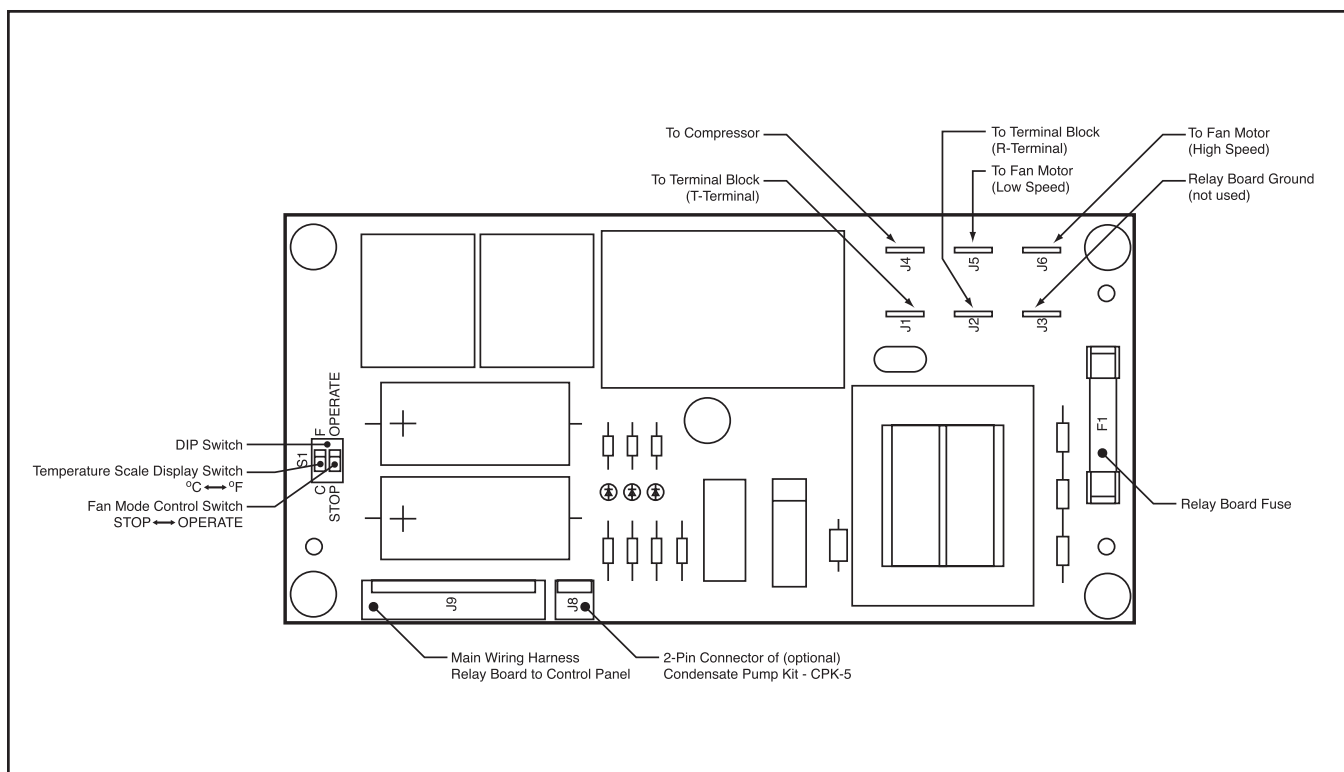 To Compressor
To Terminal Block
(T-Terminal)
To Terminal Block
(R-Terminal)
To Fan Motor
(Low Speed)
To Fan Motor
(High Speed)
Relay Board Ground
(not used)
J4
J5
J6
J1
J2
J3
DIP Switch
Temperature Scale Display Switch
°C ⟷ °F
Fan Mode Control Switch
STOP ⟷ OPERATE
S1
F
OPERATE
C
STOP
F1
Relay Board Fuse
J9
J8
Main Wiring Harness
Relay Board to Control Panel
2-Pin Connector of (optional)
Condensate Pump Kit - CPK-5